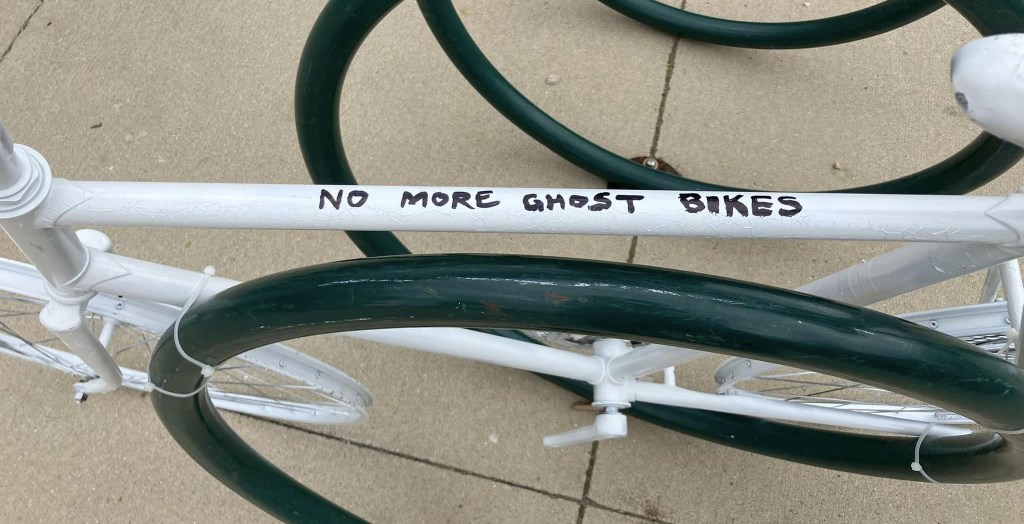 NO MORE GHOST BIKES